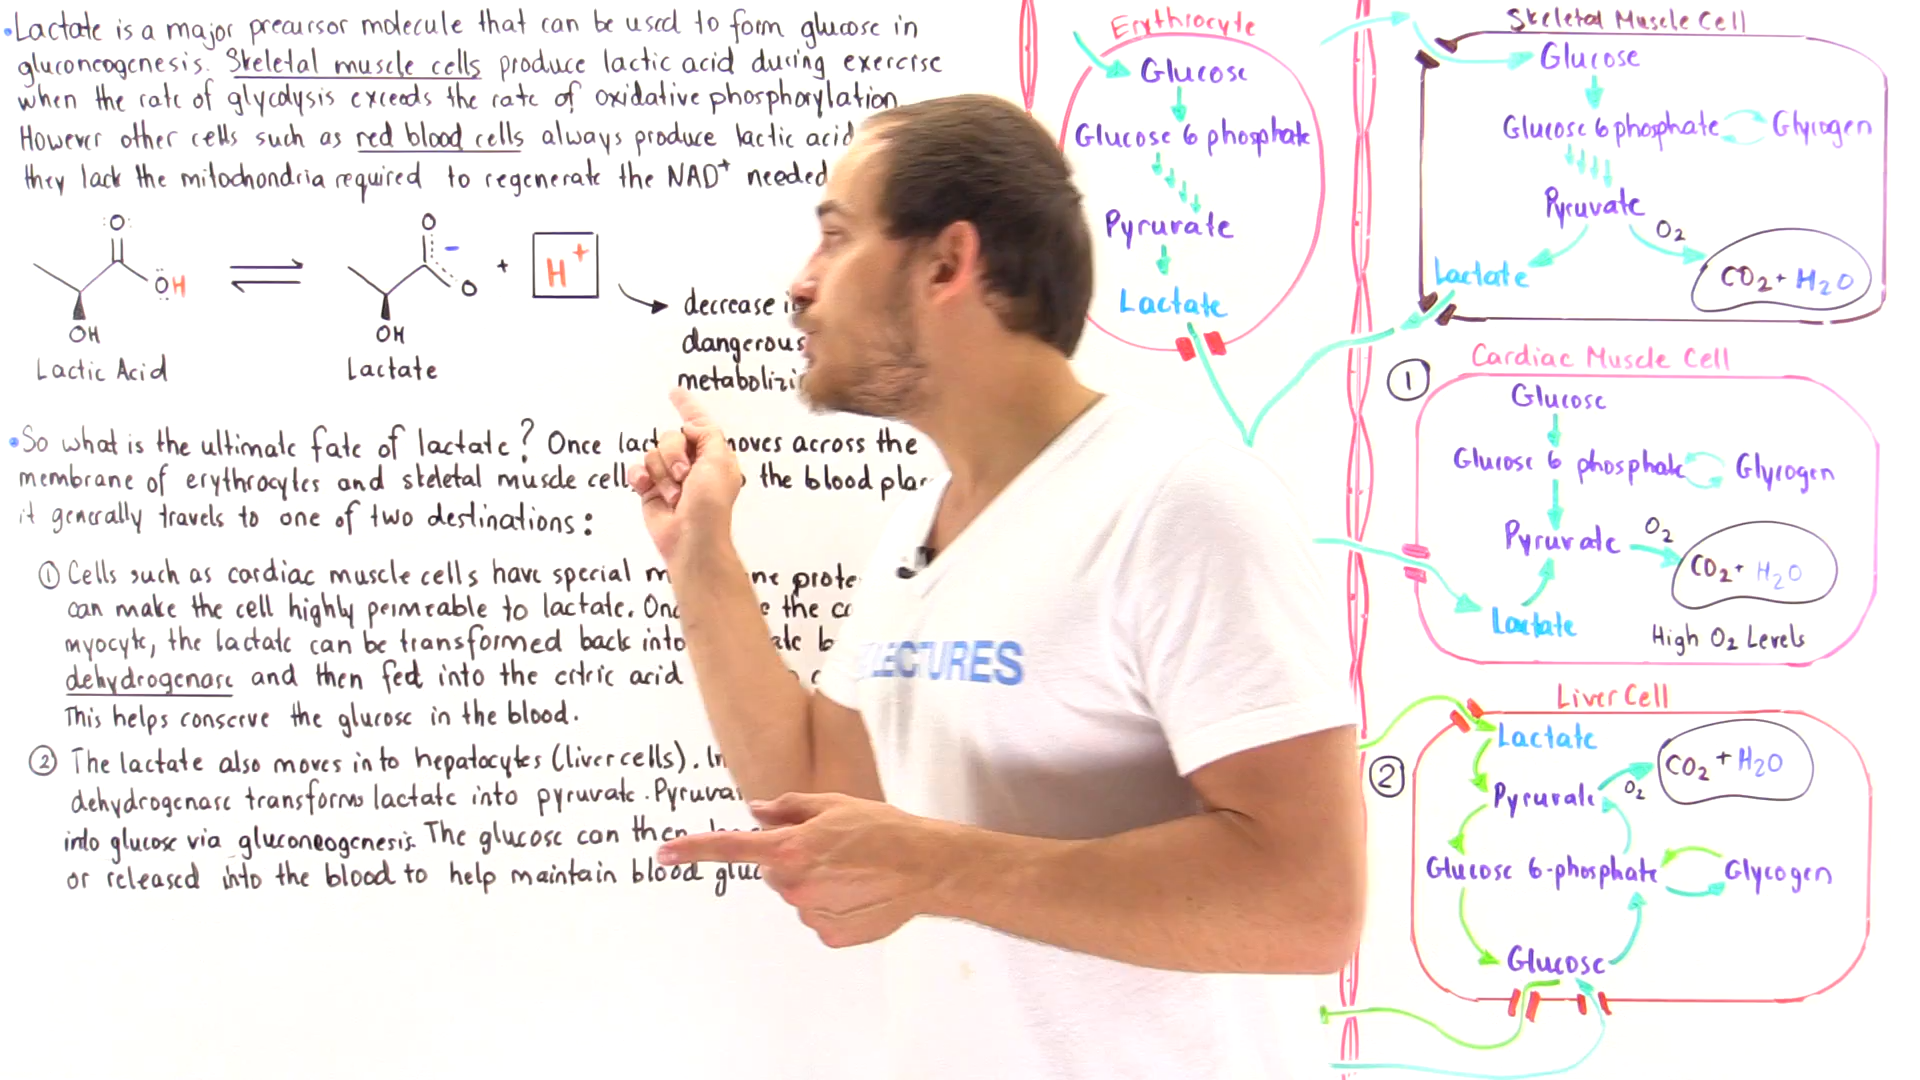 •Lactate is a major precursor molecule that can be used to form glucose in
gluconeogenesis. Skeletal muscle cells produce lactic acid during exercise
when the rate of glycolysis exceeds the rate of oxidative phosphorylation
However other cells such as red blood cells always produce lactic acid
they lack the mitochondria required to regenerate the NAD+ needed
O
OH
OH
Lactic Acid
O
-
O
OH
Lactate
+
H+
decrease
dangerous
metabolizi
•So what is the ultimate fate of lactate? Once moves across the
membrane of erythrocytes and skeletal muscle cell the blood
it generally travels to one of two destinations:
① Cells such as cardiac muscle cells have special prote
can make the cell highly permeable to lactate. the
myocyte, the lactate can be transformed back into
dehydrogenase and then fed into the citric acid
This helps conserve the glucose in the blood.
② The lactate also moves into hepatocytes (liver cells).
dehydrogenase transforms lactate into pyruvate. Pyruva
into glucose via gluconeogenesis. The glucose can then
or released into the blood to help maintain blood gluc
Erythrocyte
Glucose
Glucose 6 phosphate
Pyruvate
Lactate
Skeletal Muscle Cell
Glucose
Glucose 6 phosphate Glycogen
Pyruvate
O2
Lactate
CO2 + H2O
① Cardiac Muscle Cell
Glucose
Glucose 6 phosphate Glycogen
Pyruvate O2 CO2 + H2O
Lactate
High O2 Levels
② Liver Cell
Lactate
CO2 + H2O
Pyruvate O2
Glucose 6-phosphate Glycogen
Glucose
LECTURES